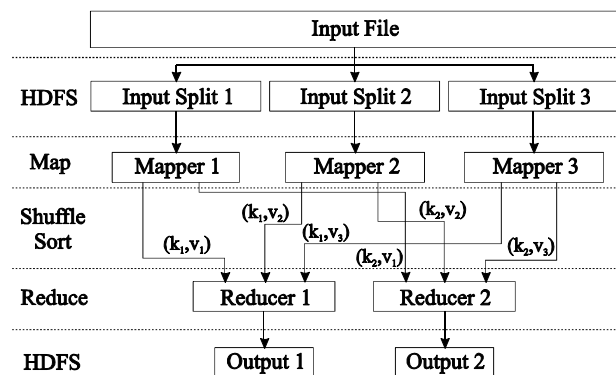 Input File
HDFS
Input Split 1
Input Split 2
Input Split 3
Map
Mapper 1
Mapper 2
Mapper 3
Shuffle
Sort
(k₁,v₂)
(k₂,v₂)
(k₁,v₁)
(k₁,v₃)
(k₂,v₁)
(k₂,v₃)
Reduce
Reducer 1
Reducer 2
HDFS
Output 1
Output 2